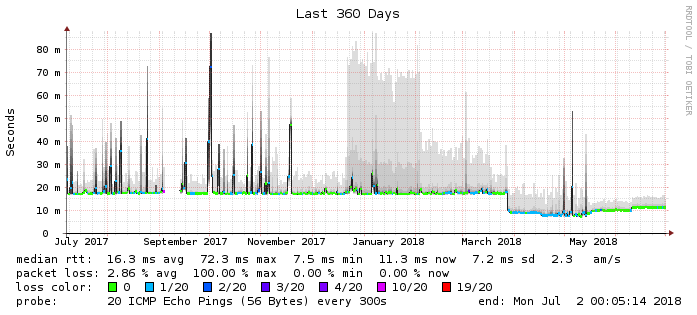 Last 360 Days
RRDTOOL / TOBI OETIKER
Seconds
80 m
70 m
60 m
50 m
40 m
30 m
20 m
10 m
0
July 2017 September 2017 November 2017 January 2018 March 2018 May 2018
median rtt: 16.3 ms avg 72.3 ms max 7.5 ms min 11.3 ms now 7.2 ms sd 2.3 am/s
packet loss: 2.86 % avg 100.00 % max 0.00 % min 0.00 % now
loss color: 0 1/20 2/20 3/20 4/20 10/20 19/20
probe: 20 ICMP Echo Pings (56 Bytes) every 300s end: Mon Jul 2 00:05:14 2018